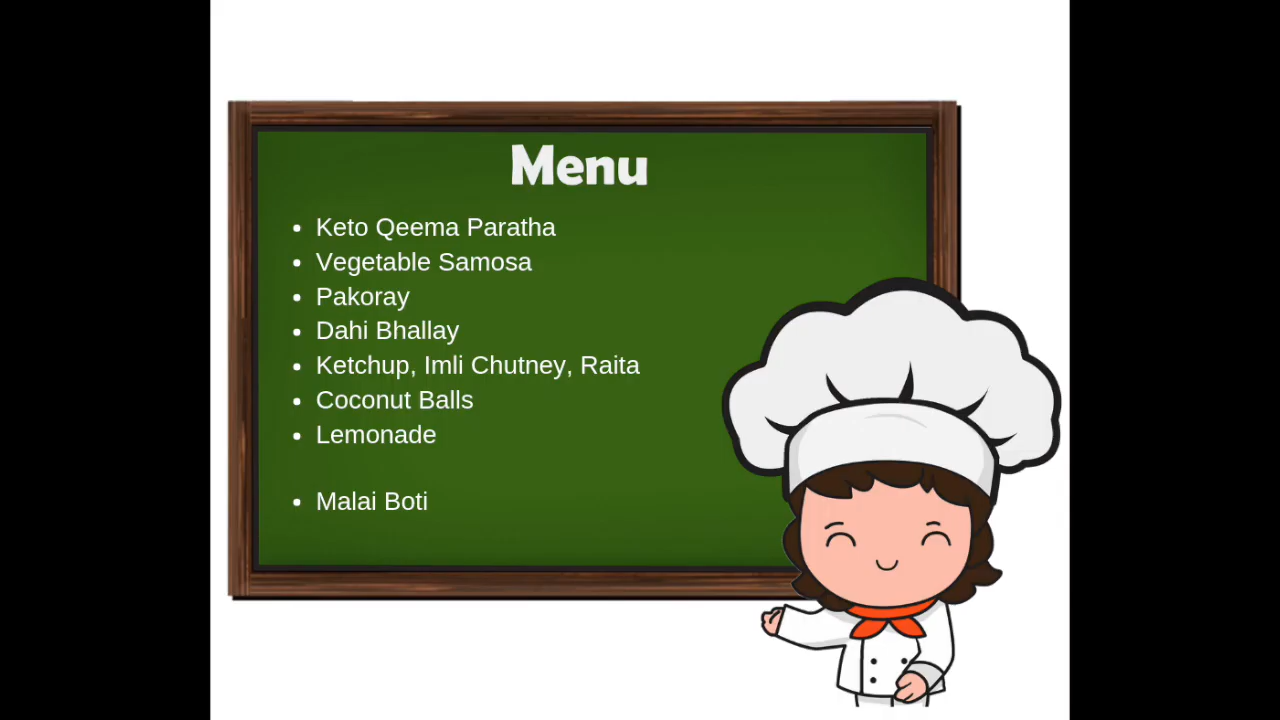 Menu
Keto Qeema Paratha
Vegetable Samosa
Pakoray
Dahi Bhallay
Ketchup, Imli Chutney, Raita
Coconut Balls
Lemonade
Malai Boti